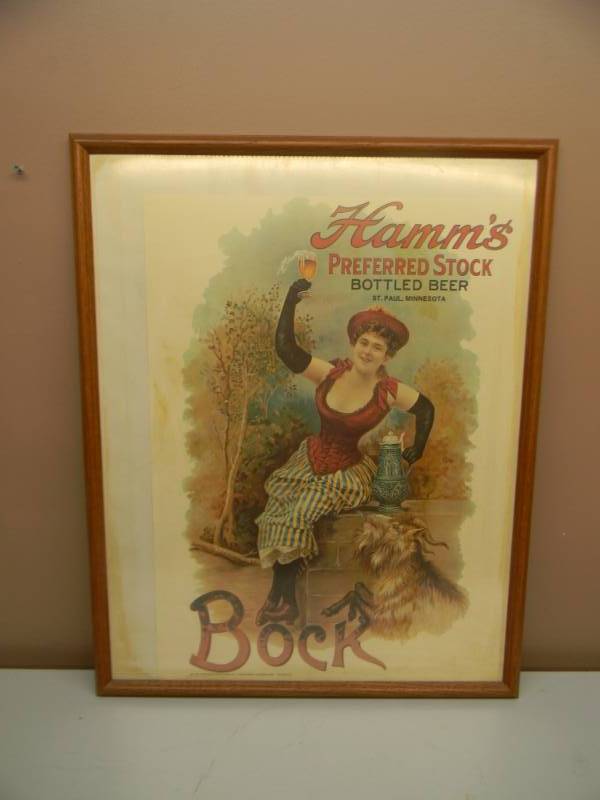 Hamm's
PREFERRED STOCK
BOTTLED BEER
ST. PAUL, MINNESOTA
Bock